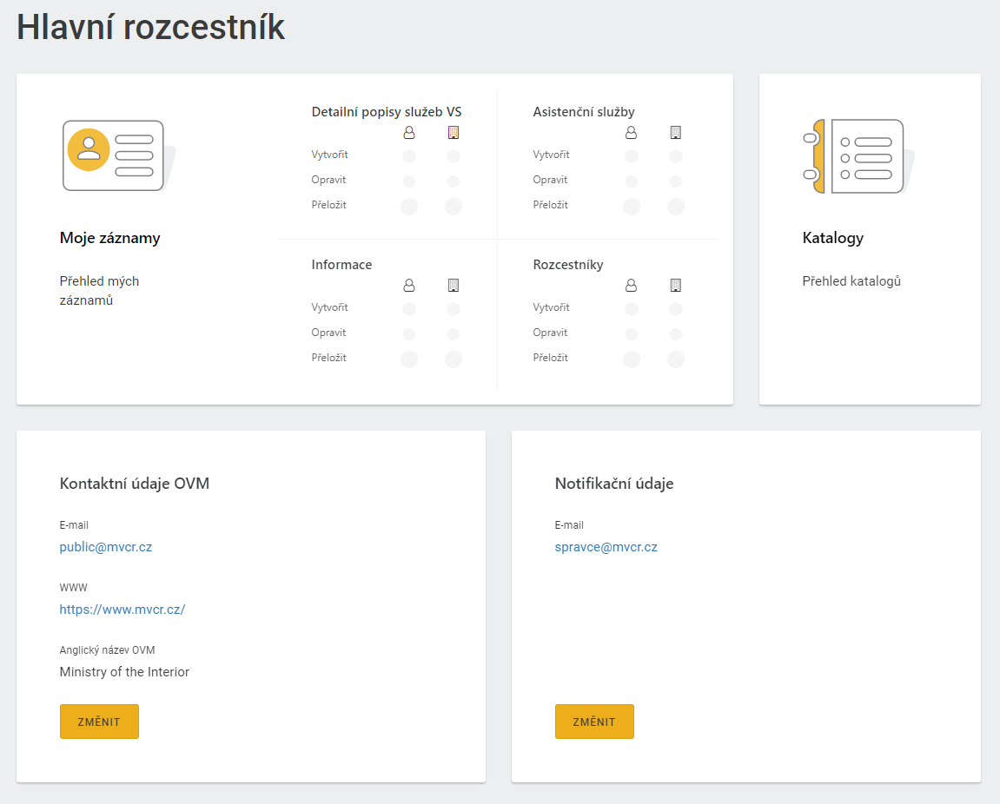 Hlavní rozcestník
Moje záznamy
Přehled mých
záznamů
Detailní popisy služeb VS
Vytvořit
Opravit
Přeložit
Asistenční služby
Vytvořit
Opravit
Přeložit
Informace
Vytvořit
Opravit
Přeložit
Rozcestníky
Vytvořit
Opravit
Přeložit
Katalogy
Přehled katalogů
Kontaktní údaje OVM
E-mail
public@mvcr.cz
WWW
https://www.mvcr.cz/
Anglický název OVM
Ministry of the Interior
ZMĚNIT
Notifikační údaje
E-mail
spravce@mvcr.cz
ZMĚNIT